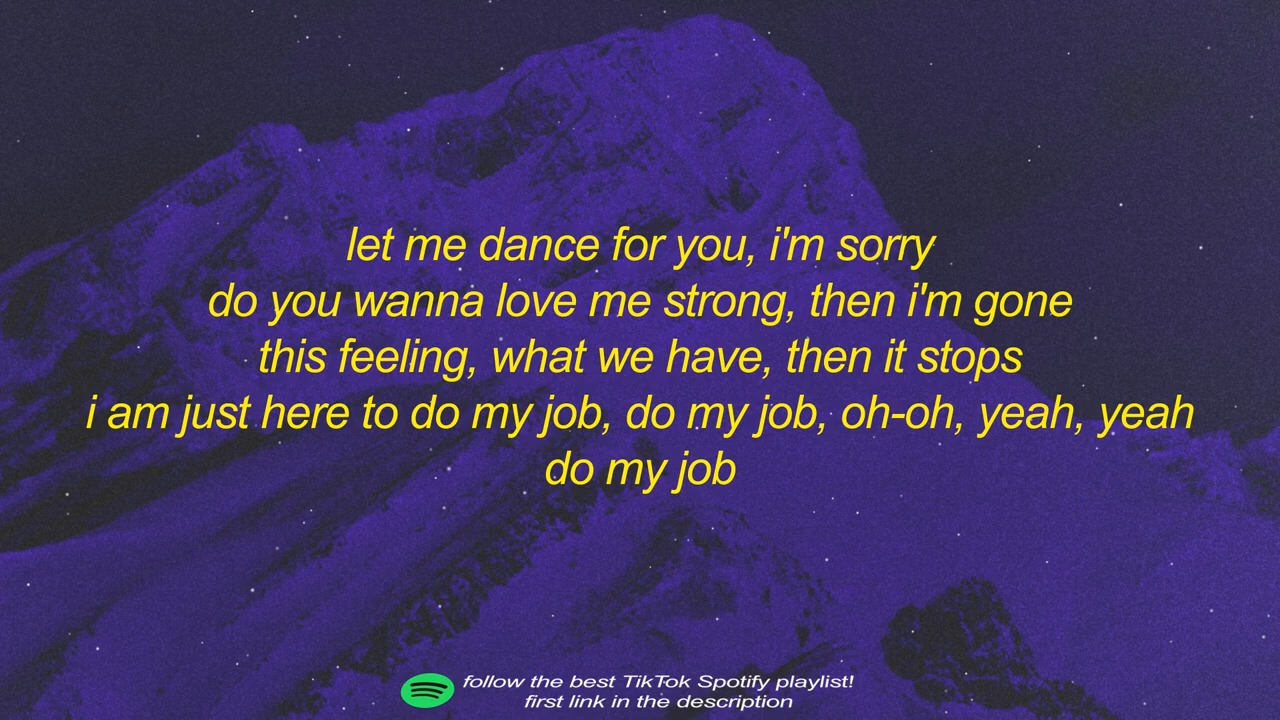 let me dance for you, i'm sorry
do you wanna love me strong, then i'm gone
this feeling, what we have, then it stops
i am just here to do my job, do my job, oh-oh, yeah, yeah
do my job
follow the best TikTok Spotify playlist!
first link in the description